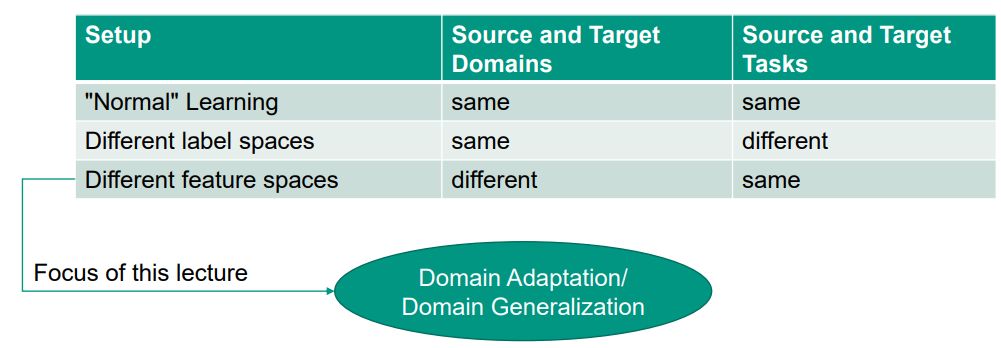 Setup
Source and Target
Domains
Source and Target
Tasks
"Normal" Learning
same
same
Different label spaces
same
different
Different feature spaces
different
same
Focus of this lecture
Domain Adaptation/
Domain Generalization